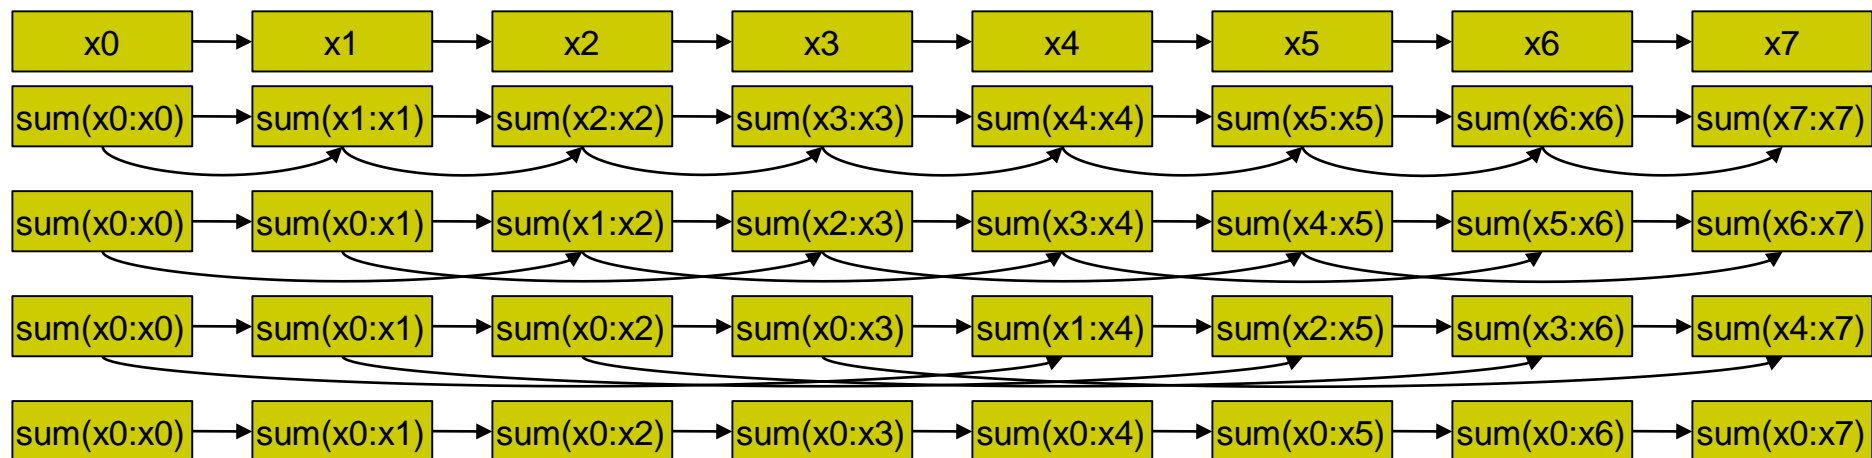 x0 x1 x2 x3 x4 x5 x6 x7
sum(x0:x0) sum(x1:x1) sum(x2:x2) sum(x3:x3) sum(x4:x4) sum(x5:x5) sum(x6:x6) sum(x7:x7)
sum(x0:x0) sum(x0:x1) sum(x1:x2) sum(x2:x3) sum(x3:x4) sum(x4:x5) sum(x5:x6) sum(x6:x7)
sum(x0:x0) sum(x0:x1) sum(x0:x2) sum(x0:x3) sum(x1:x4) sum(x2:x5) sum(x3:x6) sum(x4:x7)
sum(x0:x0) sum(x0:x1) sum(x0:x2) sum(x0:x3) sum(x0:x4) sum(x0:x5) sum(x0:x6) sum(x0:x7)